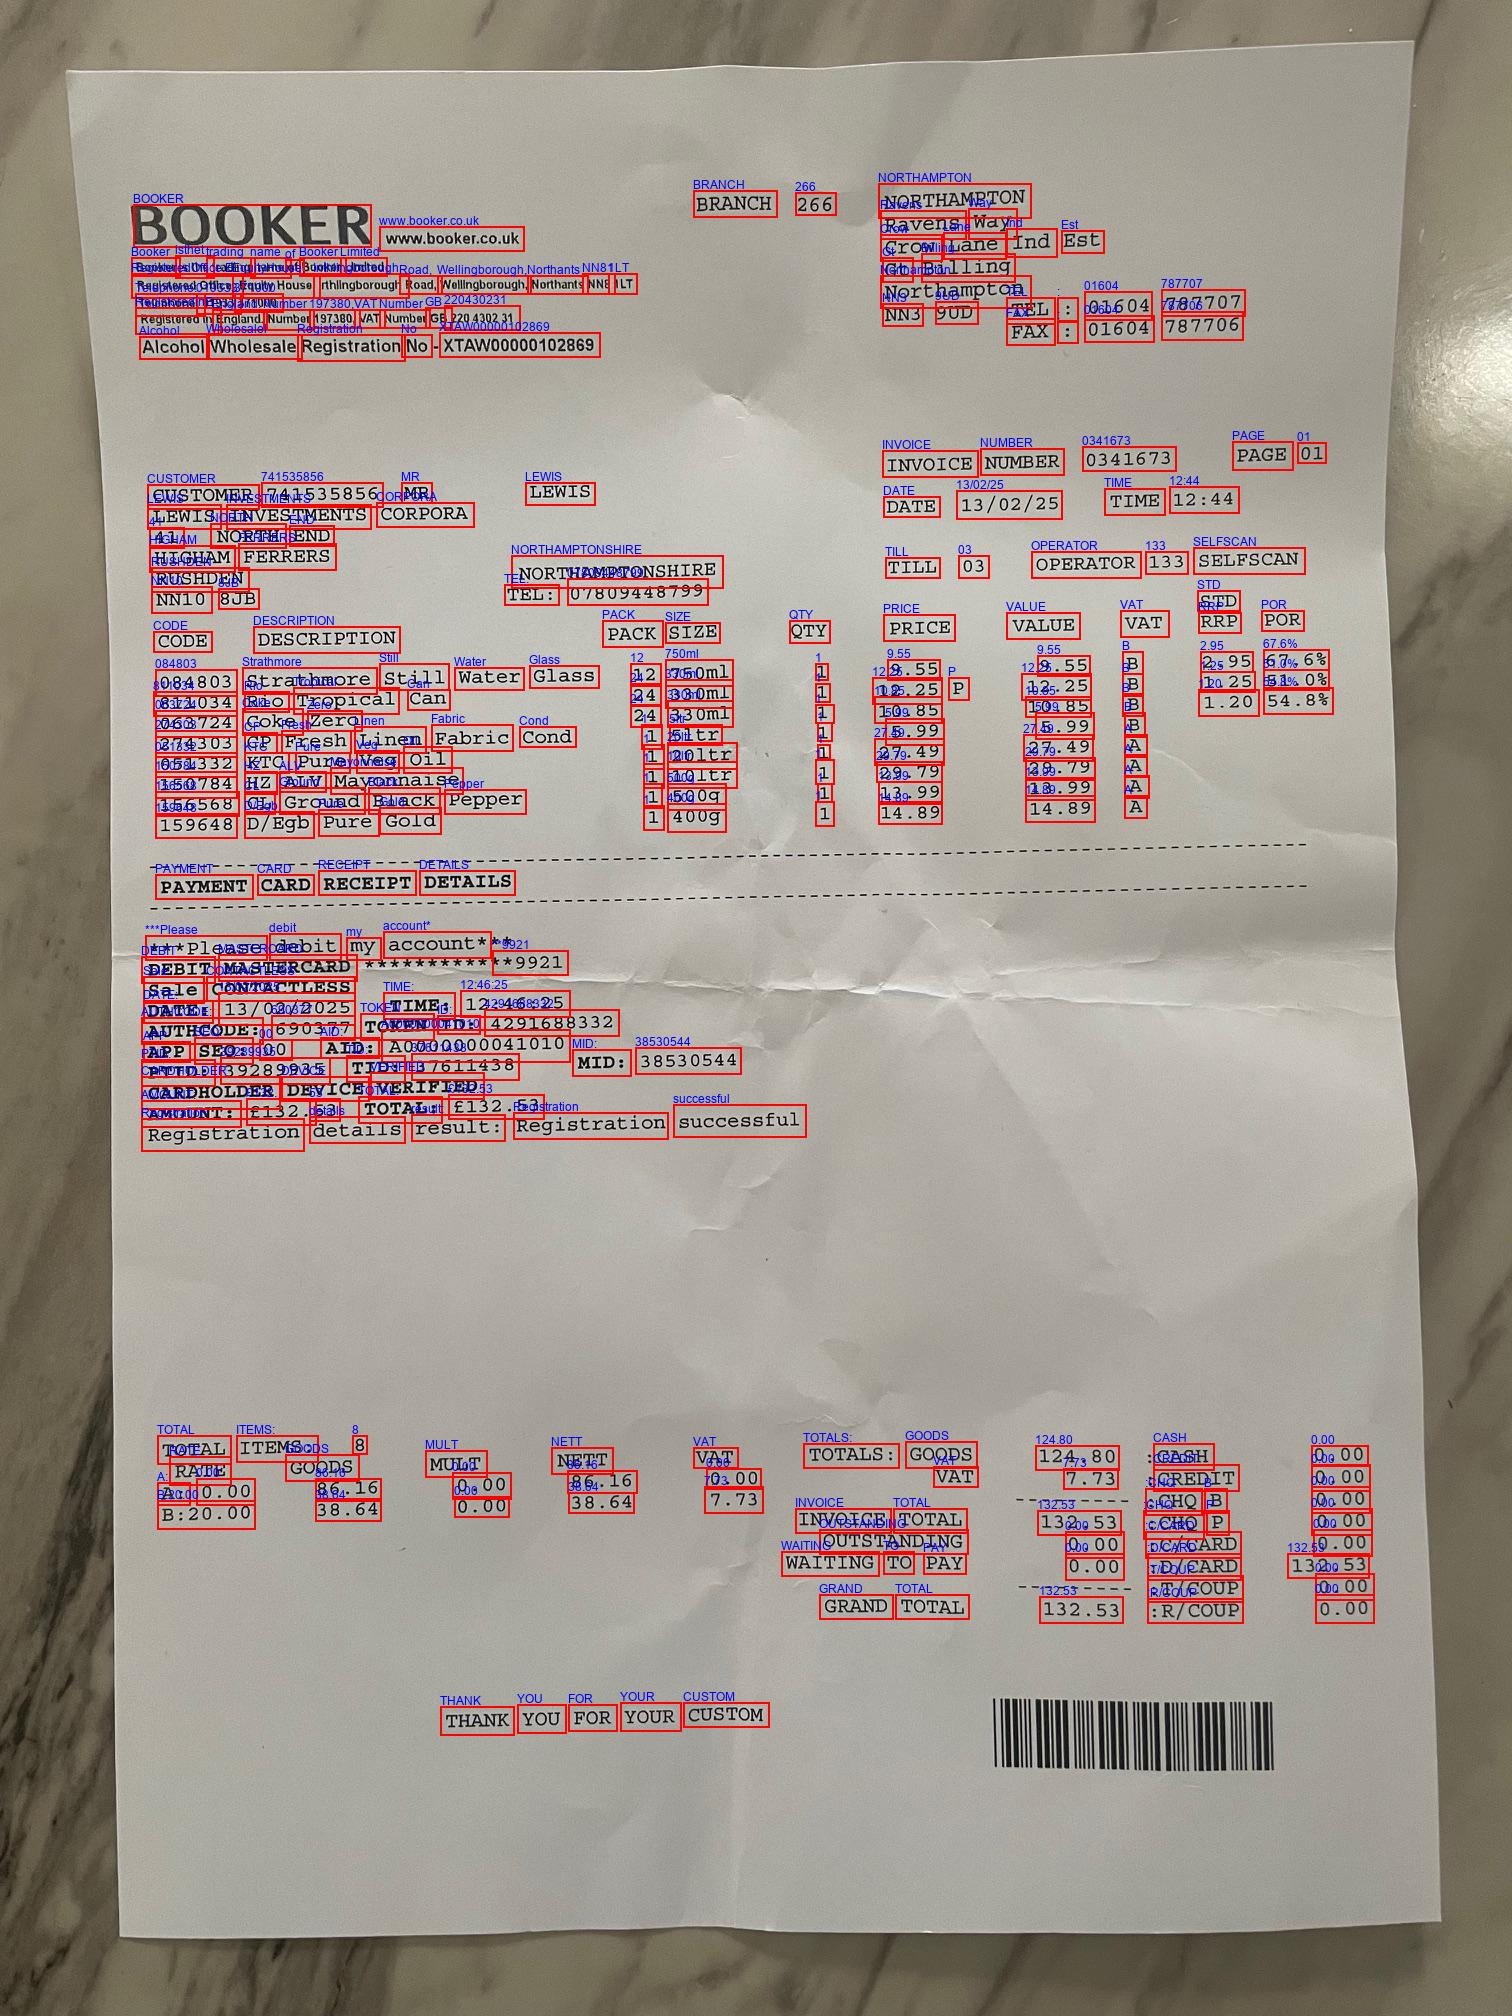 BOOKER www.booker.co.uk
BRANCH 266
NORTHAMPTON
Ravens Way
Crow Lane Ind Est
Gt Billing
Northampton
NN3 9UD
TEL : 01604 787707
FAX : 01604 787706
Booker is the trading name of Booker Limited
Registered Office: Equity House, Irthlingborough Road, Wellingborough, Northants NN8 1LT
Registered in England. Number 197380. VAT Number GB 220 4302 31
Alcohol Wholesale Registration No - XTAW00000102869
INVOICE NUMBER 0341673 PAGE 01
CUSTOMER 741535856 MR LEWIS
DATE 13/02/25 TIME 12:44
LEWIS INVESTMENTS CORPORA
41 NORTH END
HIGHAM FERRERS
TILL 03 OPERATOR 133 SELFSCAN
RUSHDEN NORTHAMPTONSHIRE
NN10 8JB TEL: 07809448799
STD
CODE DESCRIPTION PACK SIZE QTY PRICE VALUE VAT RRP POR
084803 Strathmore Still Water Glass 12 750ml 1 9.55 9.55 B 2.95 67.6%
Rio Tropical Can 24 330ml 1 12.25 P 12.25 B 1.25 51.0%
063724 Coke Zero 24 330ml 1 10.85 10.85 B 1.20 54.8%
274303 CP Fresh Linen Fabric Cond 1 5ltr 1 5.99 5.99 B
051332 KTC Pure Veg Oil 1 20ltr 1 27.49 27.49 A
150784 HZ ALV Mayonnaise 1 10ltr 1 29.79 29.79 A
CL Ground Black Pepper 1 500g 1 13.99 13.99 A
159648 D/Egb Pure Gold 1 400g 1 14.89 14.89 A
PAYMENT CARD RECEIPT DETAILS
***Please debit my account***
DEBIT MASTERCARD ************9921
Sale CONTACTLESS
DATE: 13/02/2025 TIME: 12:46:25
AUTHCODE: 690377 TOKEN ID: 4291688332
APP SEQ: 00 AID: A0000000041010
PTID: 39289935 TID: 37611438 MID: 38530544
CARDHOLDER DEVICE VERIFIED
AMOUNT: £132.53 TOTAL: £132.53
Registration details result: Registration successful
TOTAL ITEMS: 8
RATE GOODS MULT NETT VAT
A: 0.00 86.16 0.00 86.16 0.00
B:20.00 38.64 0.00 38.64 7.73
TOTALS: GOODS 124.80 :CASH 0.00
VAT 7.73 :CREDIT 0.00
--------- :CHQ B 0.00
INVOICE TOTAL 132.53 :CHQ P 0.00
OUTSTANDING 0.00 :C/CARD 0.00
WAITING TO PAY 0.00 :D/CARD 132.53
--------- :T/COUP 0.00
GRAND TOTAL 132.53 :R/COUP 0.00
THANK YOU FOR YOUR CUSTOM